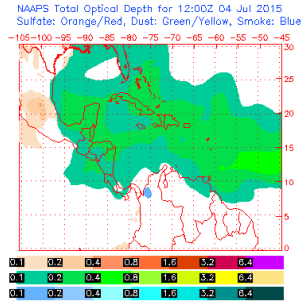 NAAPS Total Optical Depth for 12:00Z 04 Jul 2015
Sulfate: Orange/Red, Dust: Green/Yellow, Smoke: Blue
-105-100 -95 -90 -85 -80 -75 -70 -65 -60 -55 -50 -45
30
25
20
15
10
5
0
0.1 0.2 0.4 0.8 1.6 3.2 6.4
0.1 0.2 0.4 0.8 1.6 3.2 6.4
0.1 0.2 0.4 0.8 1.6 3.2 6.4